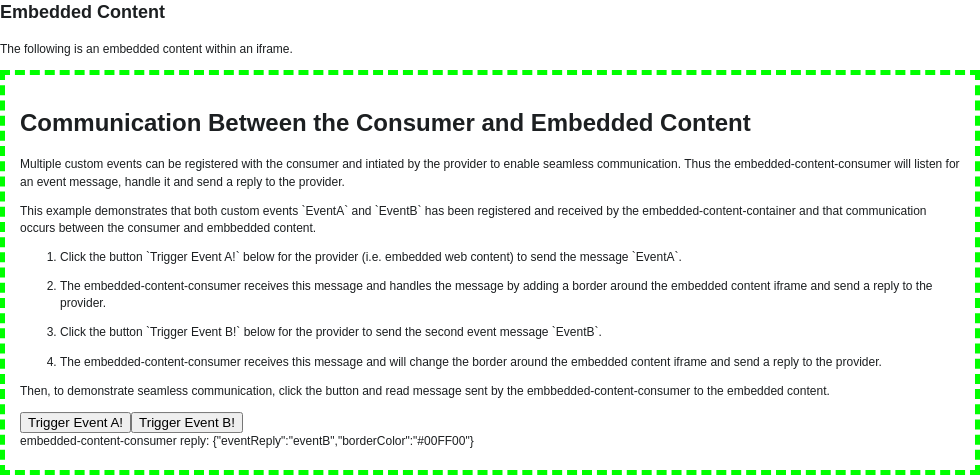 Embedded Content
The following is an embedded content within an iframe.
Communication Between the Consumer and Embedded Content
Multiple custom events can be registered with the consumer and intiated by the provider to enable seamless communication. Thus the embedded-content-consumer will listen for
an event message, handle it and send a reply to the provider.
This example demonstrates that both custom events `EventA` and `EventB` has been registered and received by the embedded-content-container and that communication
occurs between the consumer and embbedded content.
1. Click the button `Trigger Event A!` below for the provider (i.e. embedded web content) to send the message `EventA`.
2. The embedded-content-consumer receives this message and handles the message by adding a border around the embedded content iframe and send a reply to the
provider.
3. Click the button `Trigger Event B!` below for the provider to send the second event message `EventB`.
4. The embedded-content-consumer receives this message and will change the border around the embedded content iframe and send a reply to the provider.
Then, to demonstrate seamless communication, click the button and read message sent by the embbedded-content-consumer to the embedded content.
Trigger Event A! Trigger Event B!
embedded-content-consumer reply: {"eventReply":"eventB","borderColor":"#00FF00"}